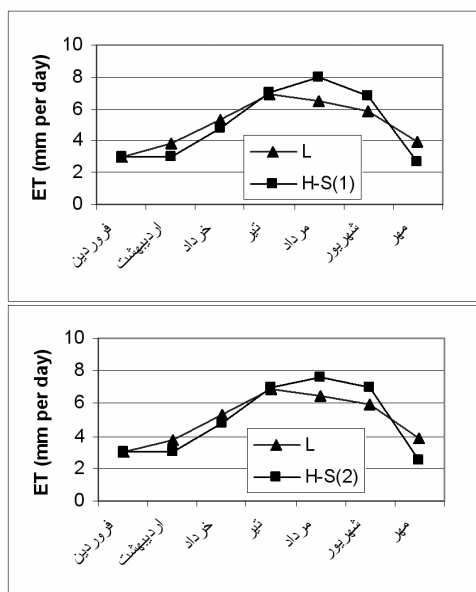 10
8
6
4
2
0
ET (mm per day)
L
H-S(1)
فروردین
اردیبهشت
خرداد
تیر
مرداد
شهریور
مهر
10
8
6
4
2
0
ET (mm per day)
L
H-S(2)
فروردین
اردیبهشت
خرداد
تیر
مرداد
شهریور
مهر